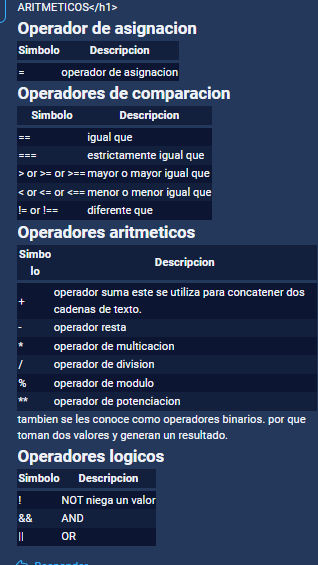 ARITMETICOS</h1>
Operador de asignacion
Simbolo Descripcion
= operador de asignacion
Operadores de comparacion
Simbolo Descripcion
== igual que
=== estrictamente igual que
> or >= or >=== mayor o mayor igual que
< or <= or <== menor o menor igual que
!= or !== diferente que
Operadores aritmeticos
Simbo
lo Descripcion
+ operador suma este se utiliza para concatener dos
cadenas de texto.
- operador resta
* operador de multicacion
/ operador de division
% operador de modulo
** operador de potenciacion
tambien se les conoce como operadores binarios. por que
toman dos valores y generan un resultado.
Operadores logicos
Simbolo Descripcion
! NOT niega un valor
&& AND
|| OR